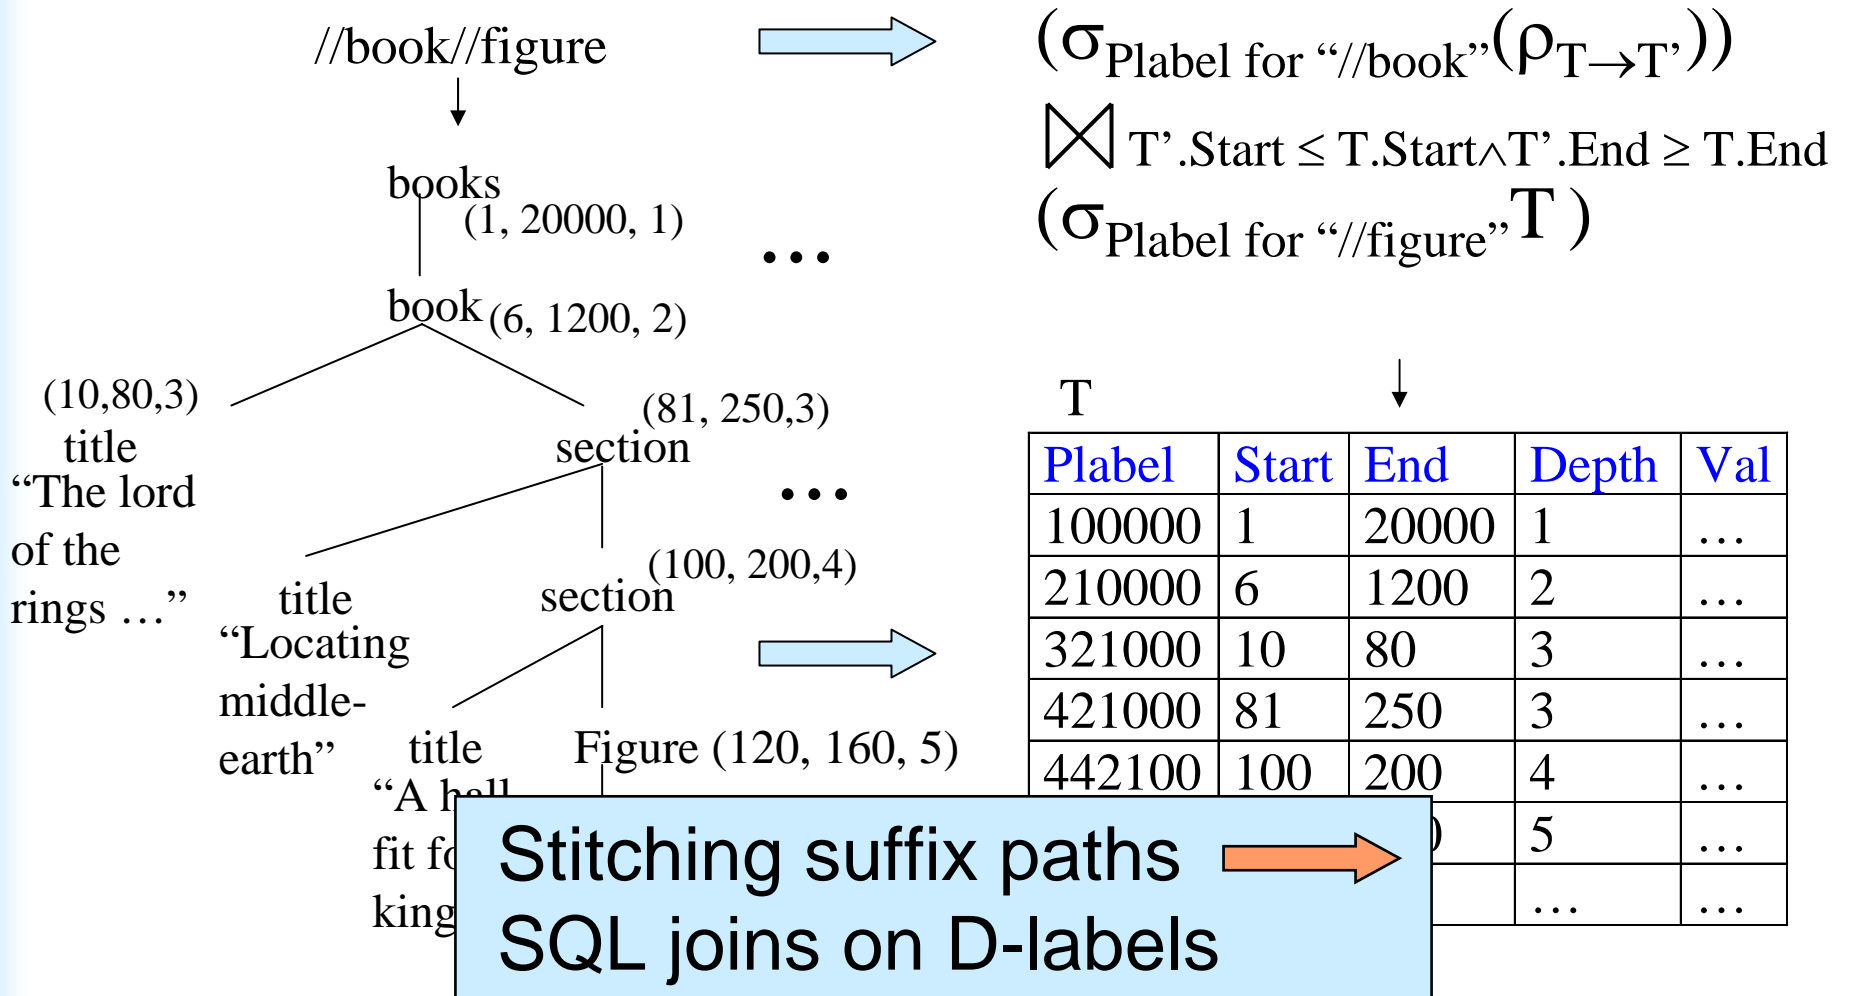 //book//figure
(σPlabel for “//book”(ρT→T’))
⋈ T’.Start ≤ T.Start∧T’.End ≥ T.End
(σPlabel for “//figure”T )
books
(1, 20000, 1)
…
book (6, 1200, 2)
(10,80,3)
title
“The lord
of the
rings …”
(81, 250,3)
section
…
title
“Locating
middle-
earth”
(100, 200,4)
section
title
“A hall
fit
king
Figure (120, 160, 5)
T
Plabel Start End Depth Val
100000 1 20000 1 …
210000 6 1200 2 …
321000 10 80 3 …
421000 81 250 3 …
442100 100 200 4 …
5 …
… …
Stitching suffix paths
SQL joins on D-labels